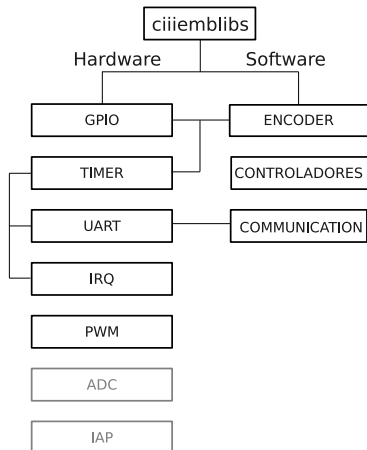 ciiiemblibs
Hardware Software
GPIO ENCODER
TIMER CONTROLADORES
UART COMMUNICATION
IRQ
PWM
ADC
IAP